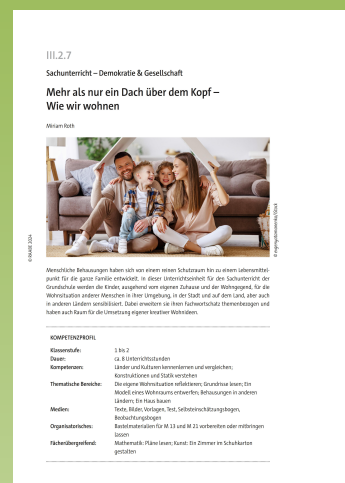 III.2.7
Sachunterricht – Demokratie & Gesellschaft
Mehr als nur ein Dach über dem Kopf –
Wie wir wohnen
Miriam Roth
© RAABE 2024
© evgenyatamanenko/iStock
Menschliche Behausungen haben sich von einem reinen Schutzraum hin zu einem Lebensmittel-
punkt für die ganze Familie entwickelt. In dieser Unterrichtseinheit für den Sachunterricht der
Grundschule werden die Kinder, ausgehend vom eigenen Zuhause und der Wohngegend, für die
Wohnsituation anderer Menschen in ihrer Umgebung, in der Stadt und auf dem Land, aber auch
in anderen Ländern sensibilisiert. Dabei erweitern sie ihren Fachwortschatz themenbezogen und
haben auch Raum für die Umsetzung eigener kreativer Wohnideen.
KOMPETENZPROFIL
Klassenstufe: 1 bis 2
Dauer: ca. 8 Unterrichtsstunden
Kompetenzen: Länder und Kulturen kennenlernen und vergleichen;
Konstruktionen und Statik verstehen
Thematische Bereiche: Die eigene Wohnsituation reflektieren; Grundrisse lesen; Ein
Modell eines Wohnraums entwerfen; Behausungen in anderen
Ländern; Ein Haus bauen
Medien: Texte, Bilder, Vorlagen, Test, Selbsteinschätzungsbogen,
Beobachtungsbogen
Organisatorisches: Bastelmaterialien für M 13 und M 21 vorbereiten oder mitbringen
lassen
Fächerübergreifend: Mathematik: Pläne lesen; Kunst: Ein Zimmer im Schuhkarton
gestalten